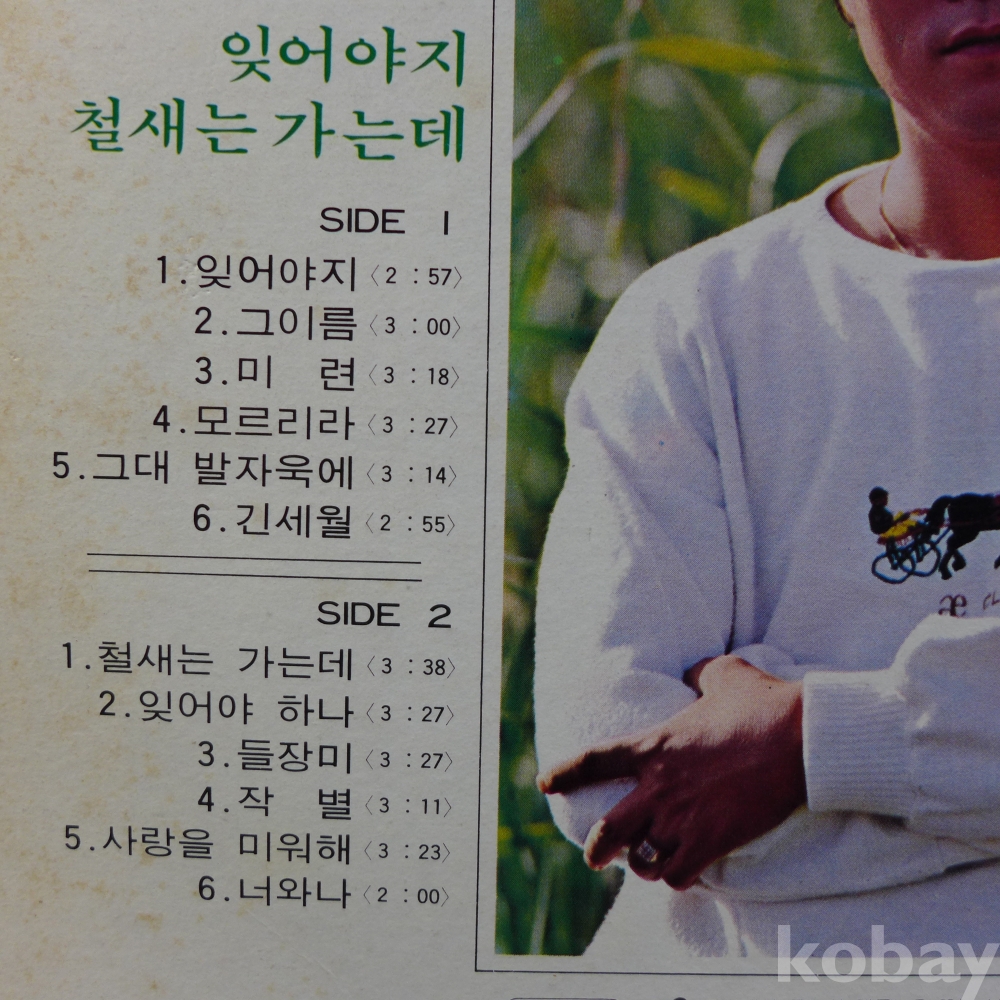 잊어야지
철새는 가는데
SIDE 1
1.잊어야지〈2:57〉
2.그이름〈3:00〉
3.미 련〈3:18〉
4.모르리라〈3:27〉
5.그대 발자욱에〈3:14〉
6.긴세월〈2:55〉
SIDE 2
1.철새는 가는데〈3:38〉
2.잊어야 하나〈3:27〉
3.들장미〈3:27〉
4.작 별〈3:11〉
5.사랑을 미워해〈3:23〉
6.너와나〈2:00〉
kobay